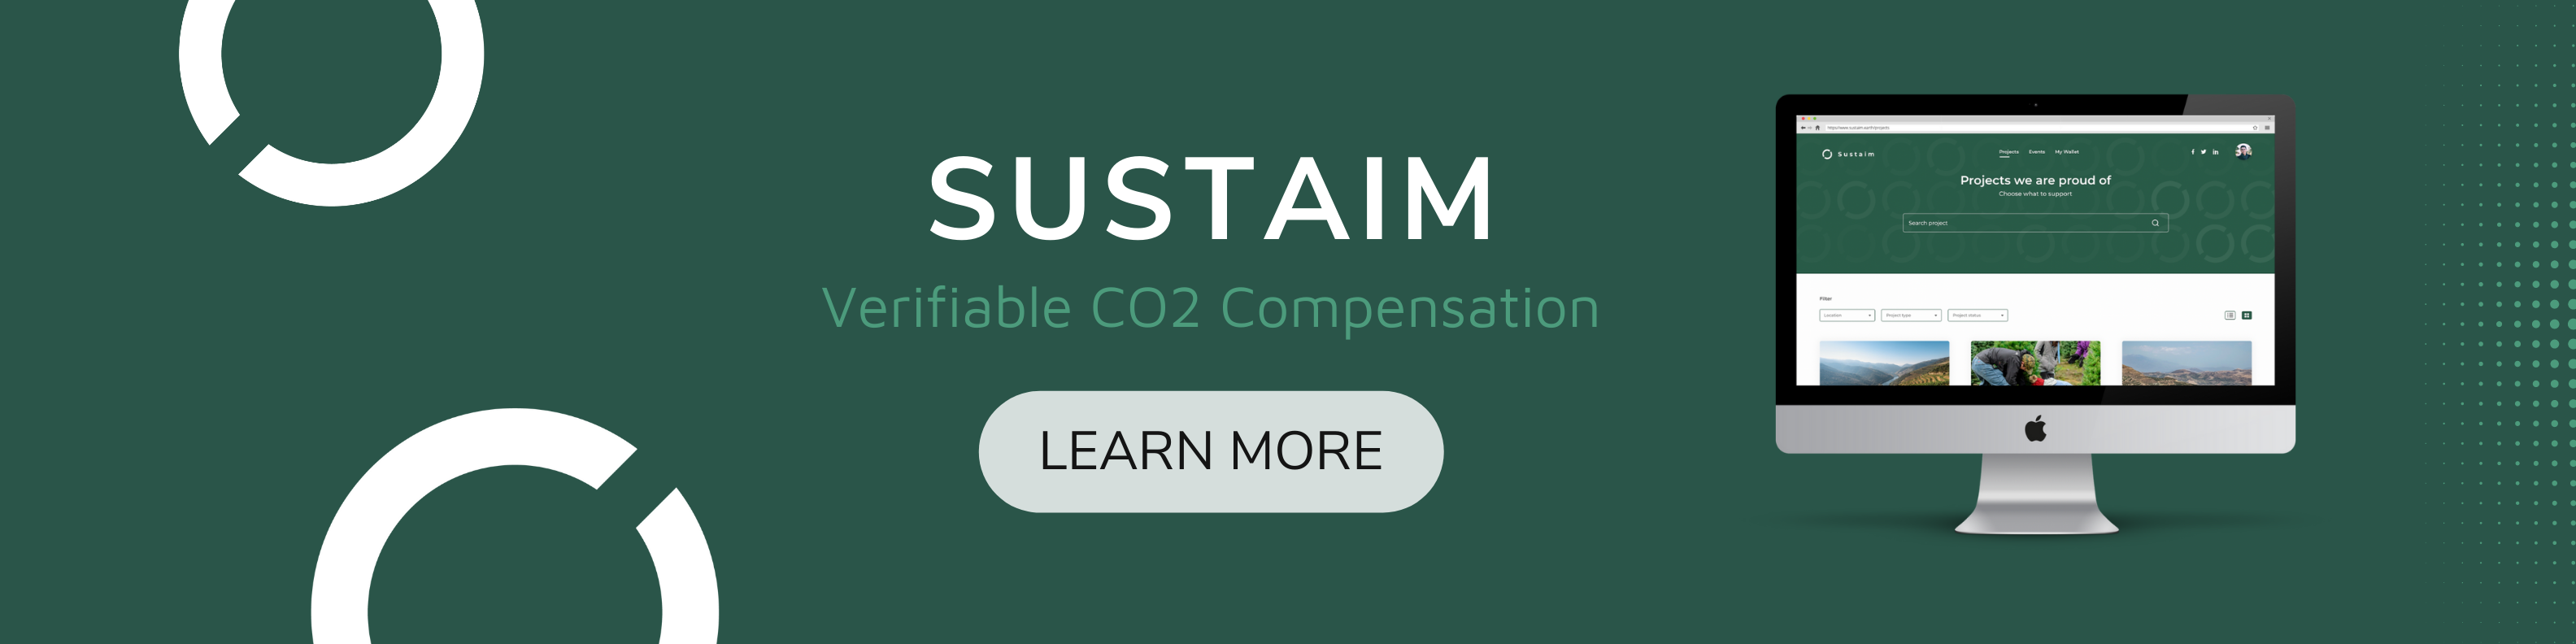 SUSTAIM
Verifiable CO2 Compensation
LEARN MORE
Sustaim
Projects Events My Wallet
Projects we are proud of
Choose what to support
Search project
Filter
Location
Project type
Project status